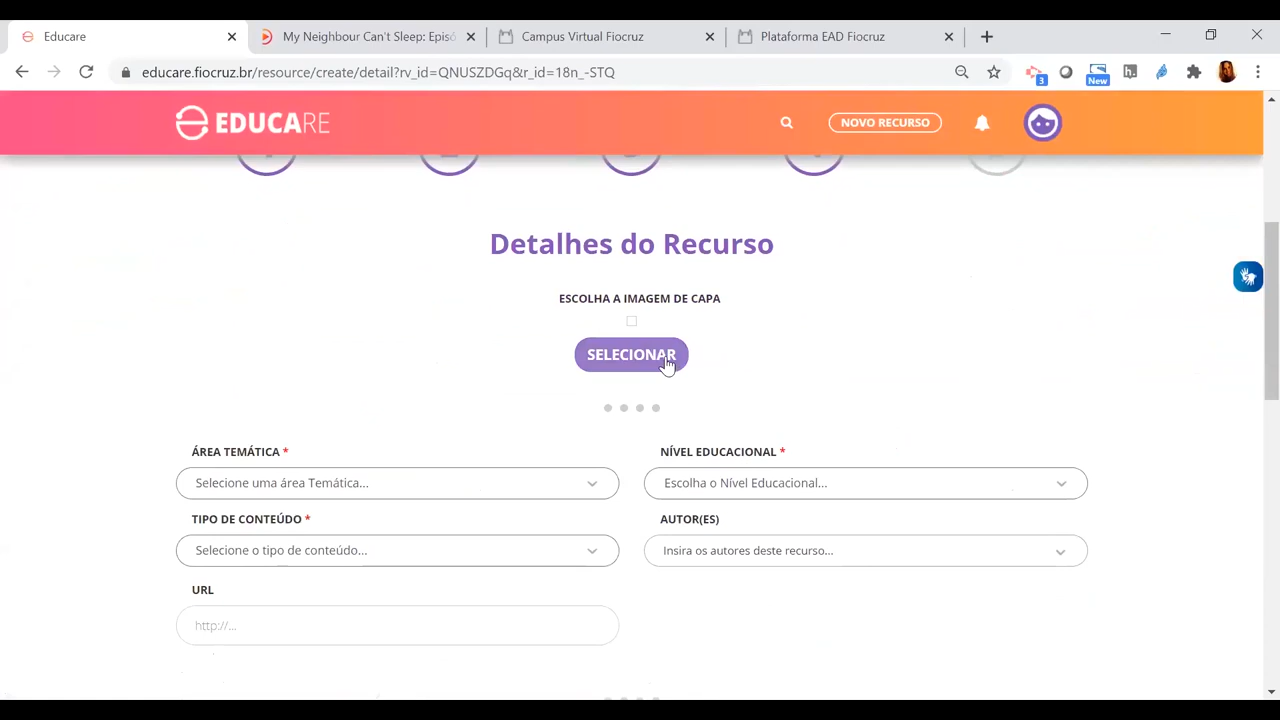 Educare
My Neighbour Can't Sleep: Episó
Campus Virtual Fiocruz
Plataforma EAD Fiocruz
educare.fiocruz.br/resource/create/detail?rv_id=QNUSZDGq&r_id=18n_-STQ
3
New
EDUCARE
NOVO RECURSO
Detalhes do Recurso
ESCOLHA A IMAGEM DE CAPA
SELECIONAR
ÁREA TEMÁTICA *
NÍVEL EDUCACIONAL *
Selecione uma área Temática...
Escolha o Nível Educacional...
TIPO DE CONTEÚDO *
AUTOR(ES)
Selecione o tipo de conteúdo...
Insira os autores deste recurso...
URL
http://...